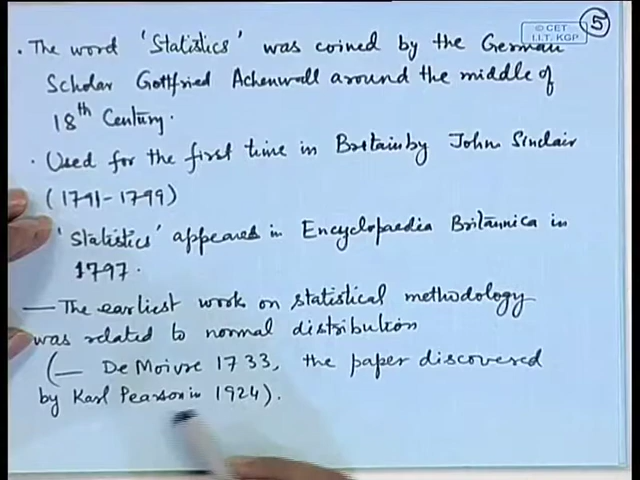 © CET
I.I.T. KGP
5
. The word 'Statistics' was coined by the German
Scholar Gottfried Achenwall around the middle of
18th Century.
. Used for the first time in Britain by John Sinclair
(1791-1799)
'Statistics' appeares in Encyclopaedia Britannica in
1797.
— The earliest work on statistical methodology
was related to normal distribution
(— De Moivre 1733, the paper discovered
by Karl Pearson in 1924).